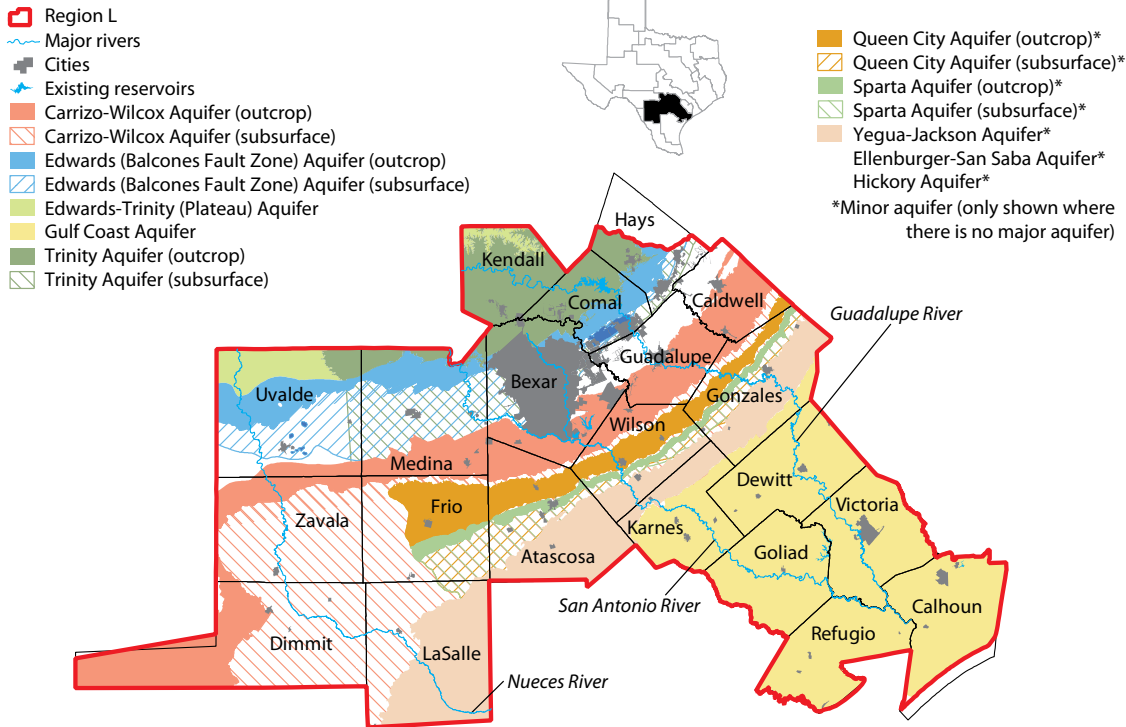 Region L
Major rivers
Cities
Existing reservoirs
Carrizo-Wilcox Aquifer (outcrop)
Carrizo-Wilcox Aquifer (subsurface)
Edwards (Balcones Fault Zone) Aquifer (outcrop)
Edwards (Balcones Fault Zone) Aquifer (subsurface)
Edwards-Trinity (Plateau) Aquifer
Gulf Coast Aquifer
Trinity Aquifer (outcrop)
Trinity Aquifer (subsurface)
Queen City Aquifer (outcrop)*
Queen City Aquifer (subsurface)*
Sparta Aquifer (outcrop)*
Sparta Aquifer (subsurface)*
Yegua-Jackson Aquifer*
Ellenburger-San Saba Aquifer*
Hickory Aquifer*
*Minor aquifer (only shown where
there is no major aquifer)
Hays
Kendall
Comal
Caldwell
Guadalupe River
Guadalupe
Bexar
Uvalde
Gonzales
Wilson
Medina
Dewitt
Frio
Victoria
Zavala
Karnes
Atascosa
Goliad
San Antonio River
Calhoun
Refugio
Dimmit
LaSalle
Nueces River